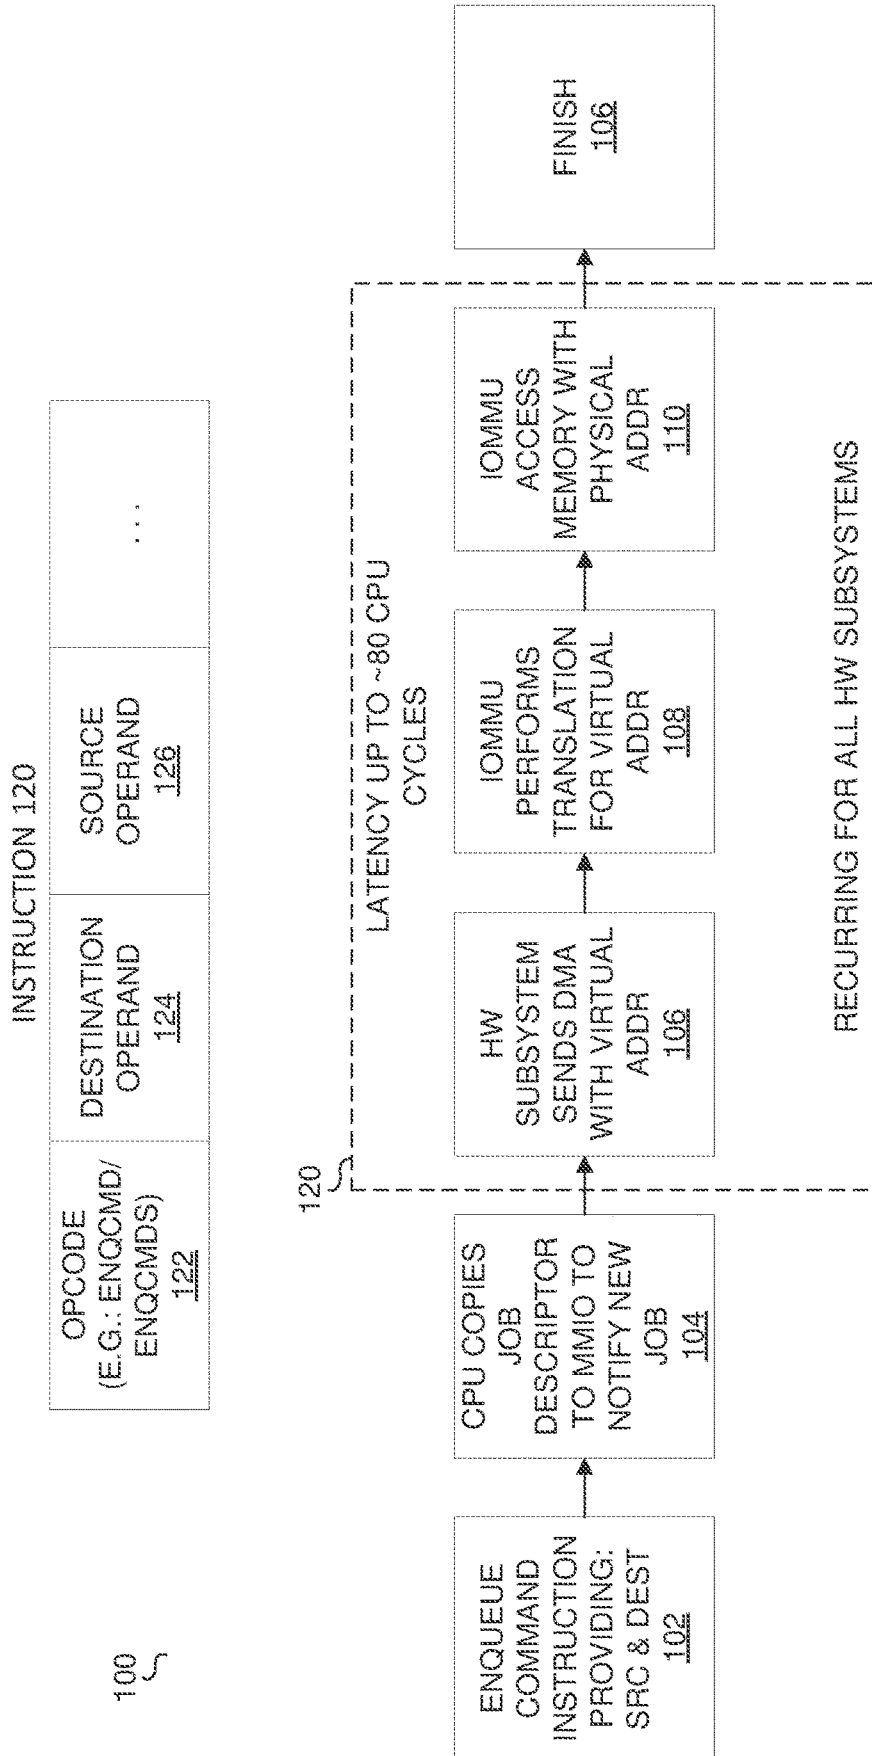 100
INSTRUCTION 120
OPCODE
(E.G.: ENQCMD/
ENQCMDS)
122
DESTINATION
OPERAND
124
SOURCE
OPERAND
126
...
120
LATENCY UP TO ~80 CPU
CYCLES
ENQUEUE
COMMAND
INSTRUCTION
PROVIDING:
SRC & DEST
102
CPU COPIES
JOB
DESCRIPTOR
TO MMIO TO
NOTIFY NEW
JOB
104
HW
SUBSYSTEM
SENDS DMA
WITH VIRTUAL
ADDR
106
IOMMU
PERFORMS
TRANSLATION
FOR VIRTUAL
ADDR
108
IOMMU
ACCESS
MEMORY WITH
PHYSICAL
ADDR
110
FINISH
106
RECURRING FOR ALL HW SUBSYSTEMS